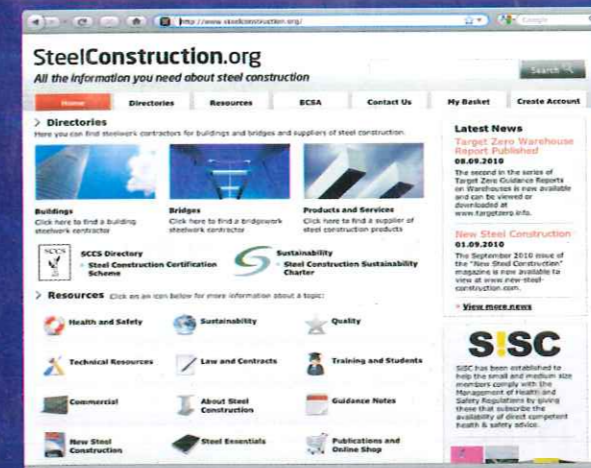 http://www.steelconstruction.org/
Google
SteelConstruction.org
All the information you need about steel construction
Search
Home
Directories
Resources
BCSA
Contact Us
My Basket
Create Account
> Directories
Here you can find steelwork contractors for buildings and bridges and suppliers of steel construction.
Buildings
Click here to find a building
steelwork contractor
Bridges
Click here to find a bridgework
steelwork contractor
Products and Services
Click here to find a supplier of
steel construction products
SCCS
SCCS Directory
Steel Construction Certification
Scheme
Sustainability
Steel Construction Sustainability
Charter
> Resources Click on an icon below for more information about a topic:
Health and Safety
Sustainability
Quality
Technical Resources
Law and Contracts
Training and Students
Commercial
About Steel
Construction
Guidance Notes
New Steel
Construction
Steel Essentials
Publications and
Online Shop
Latest News
Target Zero Warehouse
Report Published
08.09.2010
The second in the series of
Target Zero Guidance Reports
on Warehouses is now available
and can be viewed or
downloaded at
www.targetzero.info.
New Steel Construction
01.09.2010
The September 2010 issue of
the "New Steel Construction"
magazine is now available to
view at www.new-steel-
construction.com.
> View more news
S!SC
SiSC has been established to
help the small and medium size
members comply with the
Management of Health and
Safety Regulations by giving
those that subscribe the
availability of direct competent
health & safety advice.